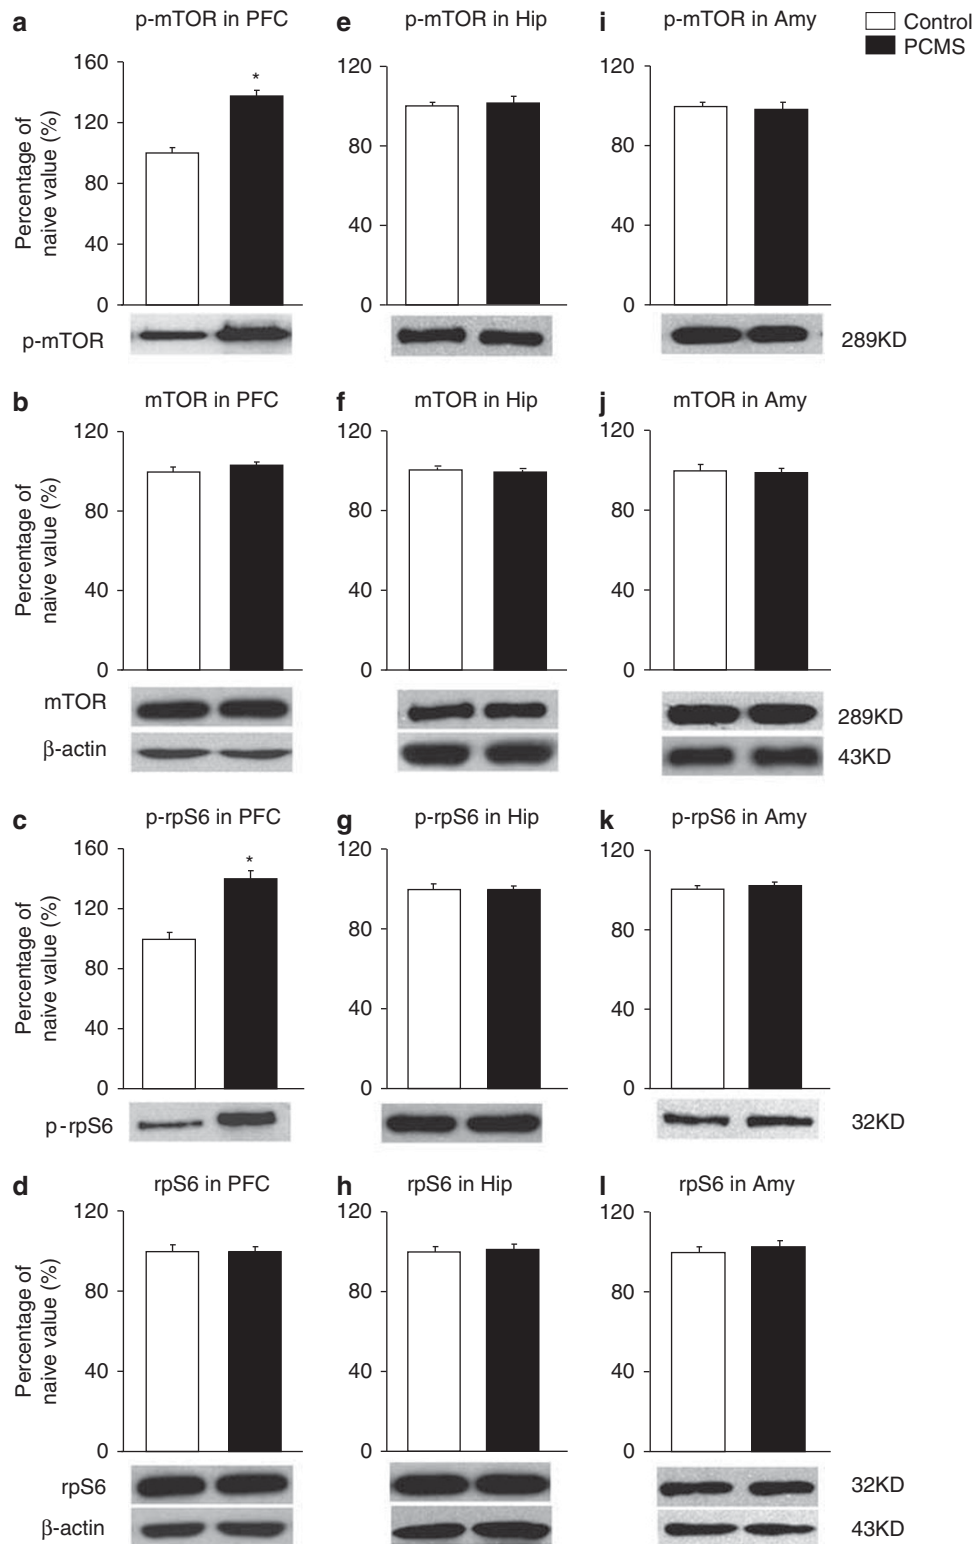 a p-mTOR in PFC e p-mTOR in Hip i p-mTOR in Amy
Control
PCMS
Percentage of
naive value (%)
160
120
80
40
0
120
80
40
0
120
80
40
0
*
p-mTOR 289KD
b mTOR in PFC f mTOR in Hip j mTOR in Amy
Percentage of
naive value (%)
120
80
40
0
120
80
40
0
120
80
40
0
mTOR 289KD
β-actin 43KD
c p-rpS6 in PFC g p-rpS6 in Hip k p-rpS6 in Amy
Percentage of
naive value (%)
160
120
80
40
0
120
80
40
0
120
80
40
0
*
p-rpS6 32KD
d rpS6 in PFC h rpS6 in Hip l rpS6 in Amy
Percentage of
naive value (%)
120
80
40
0
120
80
40
0
120
80
40
0
rpS6 32KD
β-actin 43KD